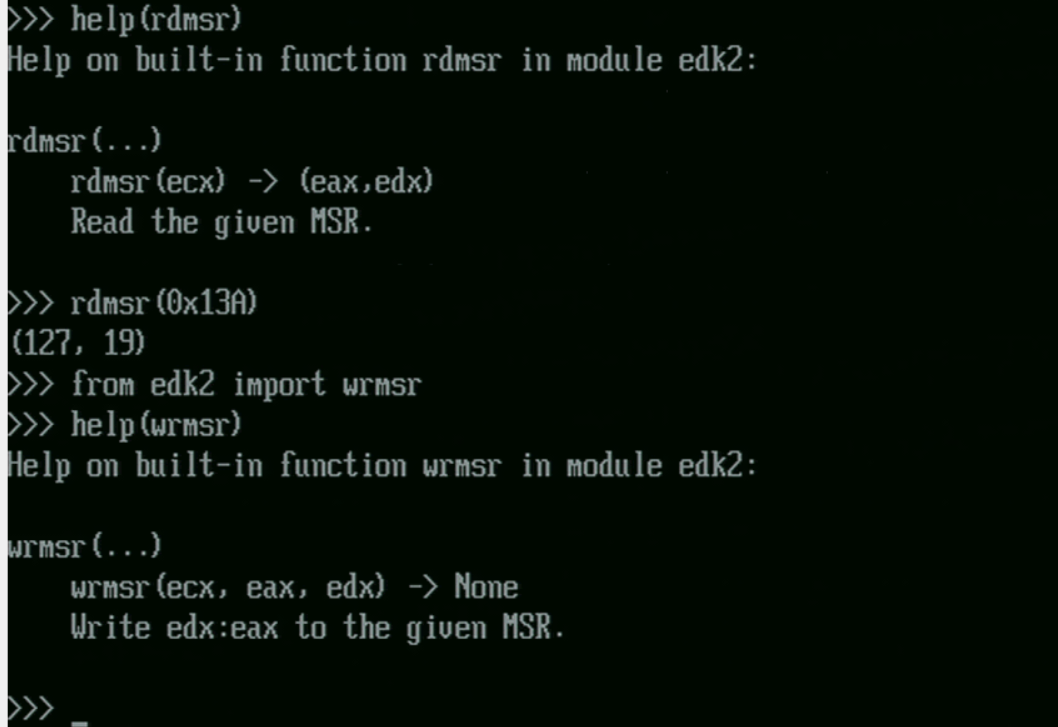 >>> help(rdmsr)
Help on built-in function rdmsr in module edk2:
rdmsr(...)
    rdmsr(ecx) -> (eax,edx)
    Read the given MSR.
>>> rdmsr(0x13A)
(127, 19)
>>> from edk2 import wrmsr
>>> help(wrmsr)
Help on built-in function wrmsr in module edk2:
wrmsr(...)
    wrmsr(ecx, eax, edx) -> None
    Write edx:eax to the given MSR.
>>> _